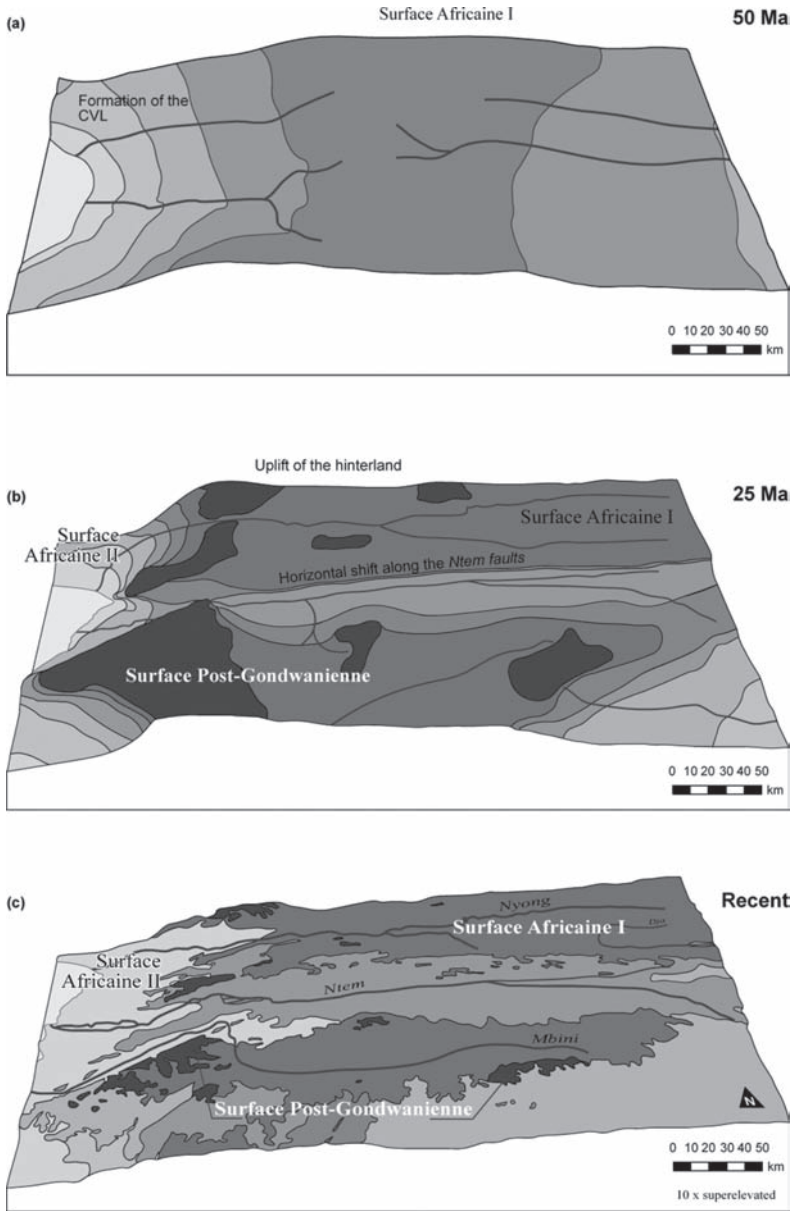 (a)
Surface Africaine I
50 Ma
Formation of the
CVL
0 10 20 30 40 50
km
(b)
Uplift of the hinterland
25 Ma
Surface
Africaine II
Surface Africaine I
Horizontal shift along the Ntem faults
Surface Post-Gondwanienne
0 10 20 30 40 50
km
(c)
Recent
Nyong
Surface Africaine I
Surface
Africaine II
Ntem
Mbini
Surface Post-Gondwanienne
N
0 10 20 30 40 50
km
10 x superelevated